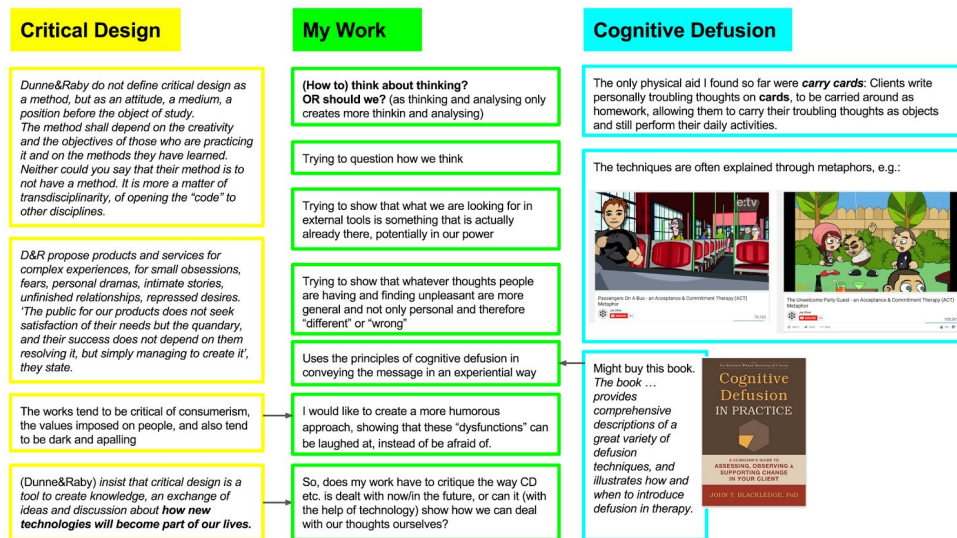 Critical Design
Dunne&Raby do not define critical design as
a method, but as an attitude, a medium, a
position before the object of study.
The method shall depend on the creativity
and the objectives of those who are practicing
it and on the methods they have learned.
Neither could you say that their method is to
not have a method. It is more a matter of
transdisciplinarity, of opening the “code” to
other disciplines.
D&R propose products and services for
complex experiences, for small obsessions,
fears, personal dramas, intimate stories,
unfinished relationships, repressed desires.
‘The public for our products does not seek
satisfaction of their needs but the quandary,
and their success does not depend on them
resolving it, but simply managing to create it’,
they state.
The works tend to be critical of consumerism,
the values imposed on people, and also tend
to be dark and apalling
(Dunne&Raby) insist that critical design is a
tool to create knowledge, an exchange of
ideas and discussion about how new
technologies will become part of our lives.
My Work
(How to) think about thinking?
OR should we? (as thinking and analysing only
creates more thinkin and analysing)
Trying to question how we think
Trying to show that what we are looking for in
external tools is something that is actually
already there, potentially in our power
Trying to show that whatever thoughts people
are having and finding unpleasant are more
general and not only personal and therefore
“different” or “wrong”
Uses the principles of cognitive defusion in
conveying the message in an experiential way
I would like to create a more humorous
approach, showing that these “dysfunctions” can
be laughed at, instead of be afraid of.
So, does my work have to critique the way CD
etc. is dealt with now/in the future, or can it (with
the help of technology) show how we can deal
with our thoughts ourselves?
Cognitive Defusion
The only physical aid I found so far were carry cards: Clients write
personally troubling thoughts on cards, to be carried around as
homework, allowing them to carry their troubling thoughts as objects
and still perform their daily activities.
The techniques are often explained through metaphors, e.g.:
e:tv
Passengers On A Bus - an Acceptance & Commitment Therapy (ACT)
Metaphor
The Unwelcome Party Guest - an Acceptance & Commitment Therapy (ACT)
Metaphor
Might buy this book.
The book …
provides
comprehensive
descriptions of a
great variety of
defusion
techniques, and
illustrates how and
when to introduce
defusion in therapy.
Cognitive
Defusion
IN PRACTICE
A CLINICIAN'S GUIDE TO
ASSESSING, OBSERVING &
SUPPORTING CHANGE
IN YOUR CLIENT
JOHN T. BLACKLEDGE, PhD